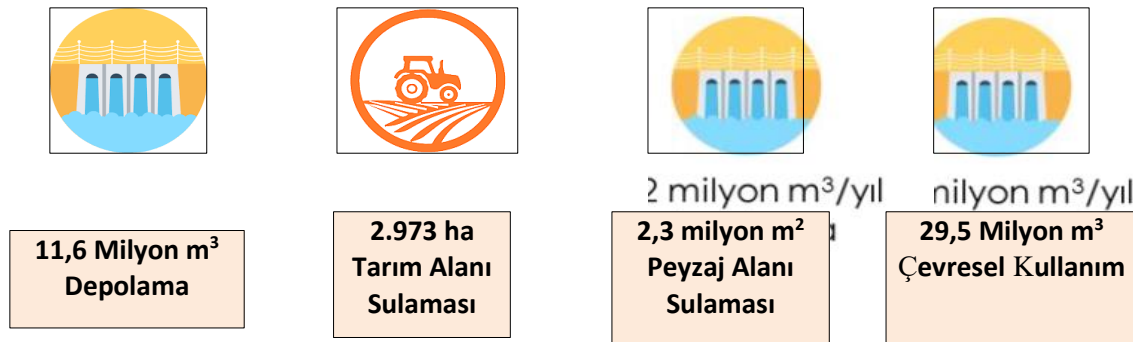 2 milyon m³/yıl
milyon m³/yıl
11,6 Milyon m³
Depolama
2.973 ha
Tarım Alanı
Sulaması
2,3 milyon m²
Peyzaj Alanı
Sulaması
29,5 Milyon m³
Çevresel Kullanım